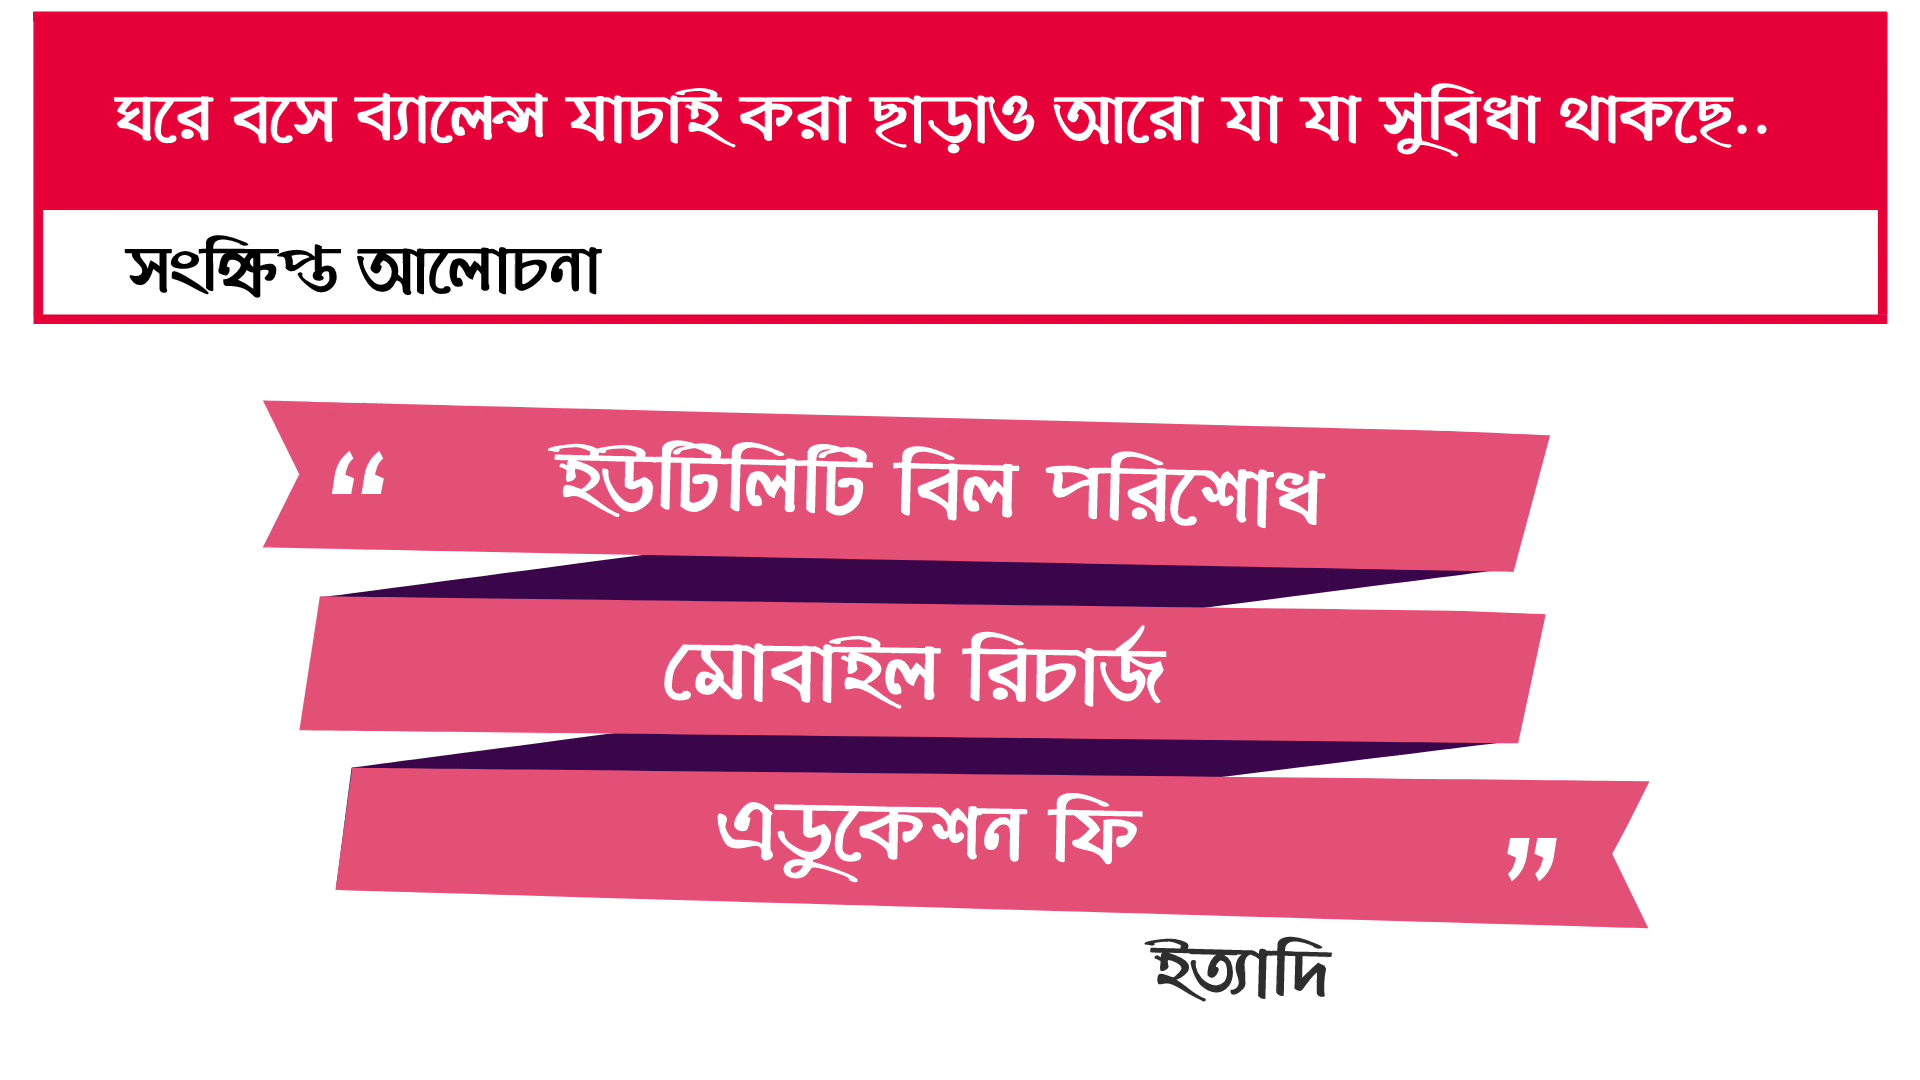 ঘরে বসে ব্যালেন্স যাচাই করা ছাড়াও আরো যা যা সুবিধা থাকছে..
সংক্ষিপ্ত আলোচনা
“ ইউটিলিটি বিল পরিশোধ
মোবাইল রিচার্জ
এডুকেশন ফি ”
ইত্যাদি